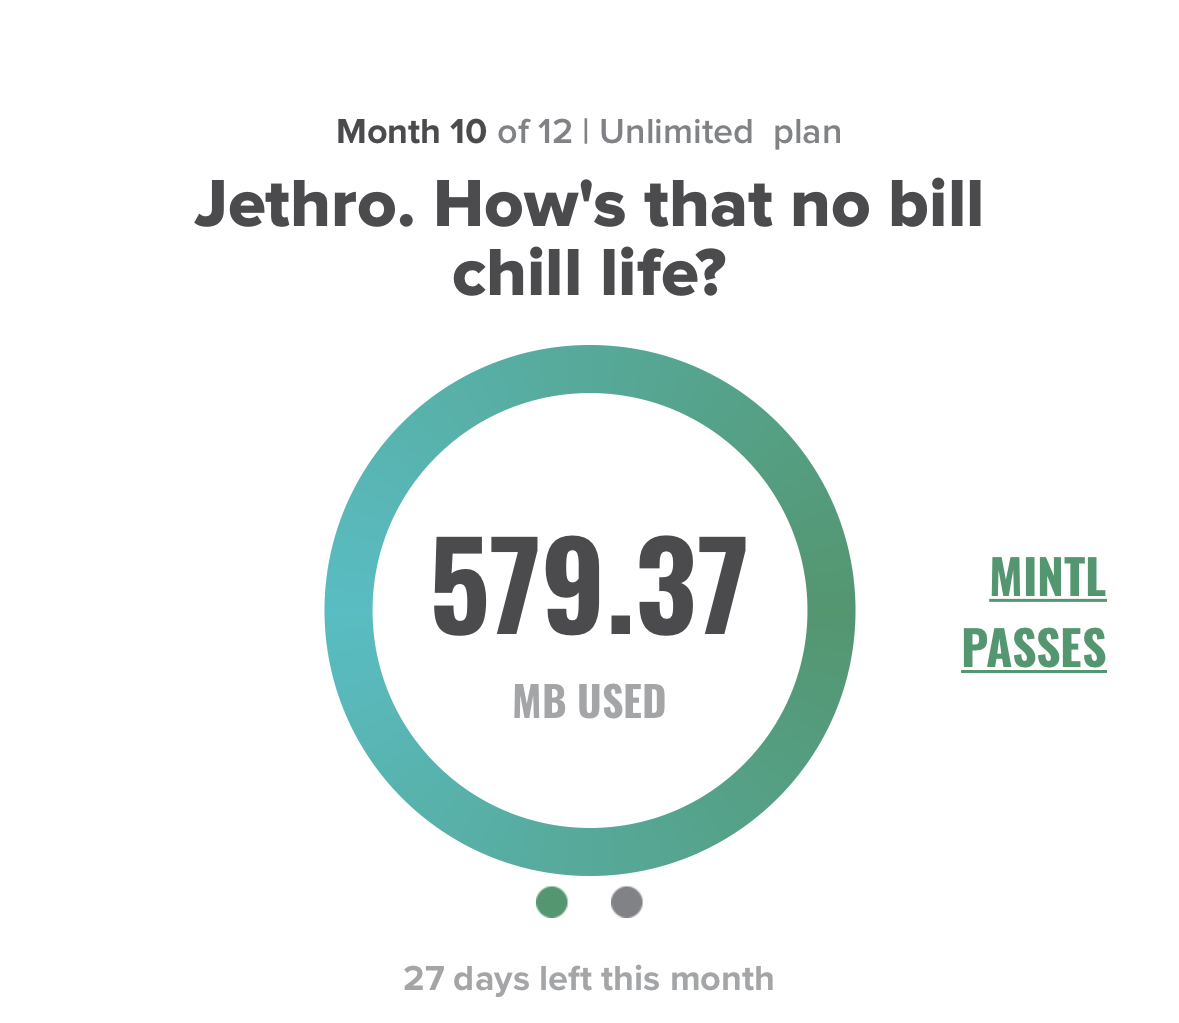 Month 10 of 12 | Unlimited  plan
Jethro. How's that no bill
chill life?
579.37
MB USED
MINTL
PASSES
27 days left this month